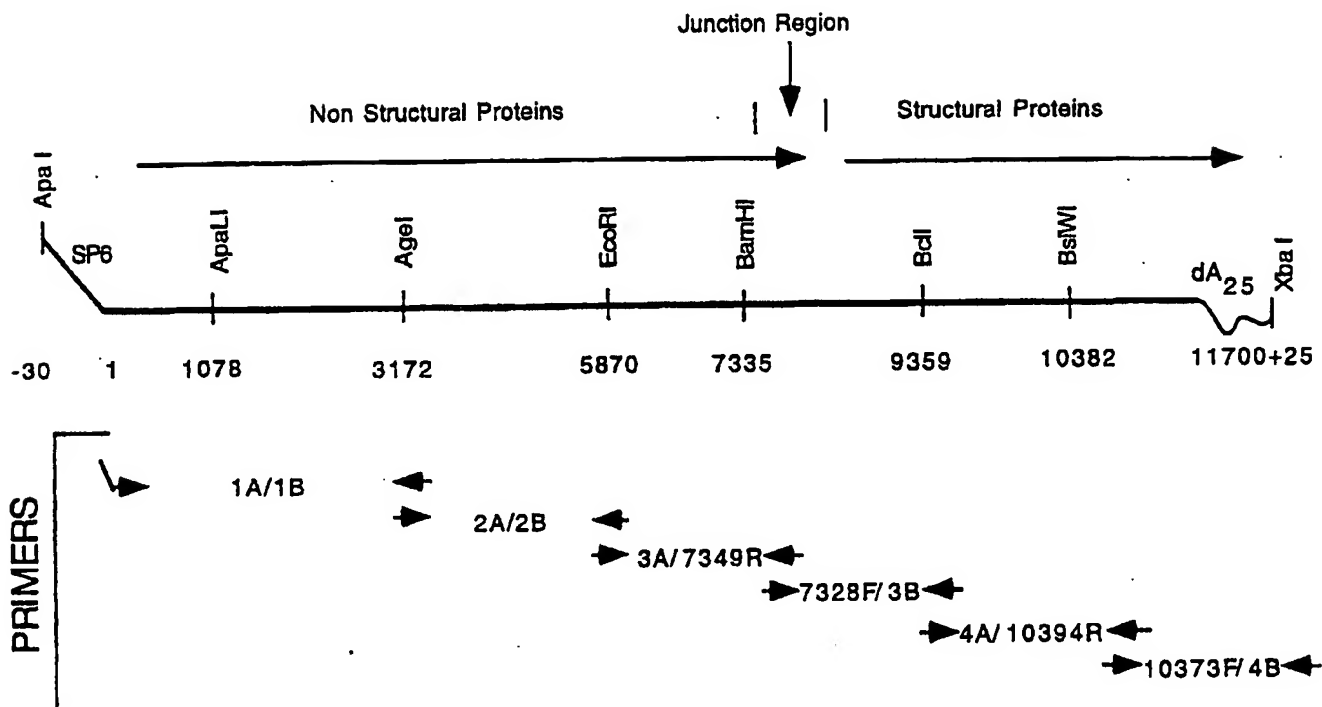 Junction Region
Non Structural Proteins
Structural Proteins
Apa I
SP6
ApaLI
AgeI
EcoRI
BamHI
BclI
BsiWI
dA25
Xba I
-30 1 1078 3172 5870 7335 9359 10382 11700+25
PRIMERS
1A/1B
2A/2B
3A/7349R
7328F/3B
4A/10394R
10373F/4B